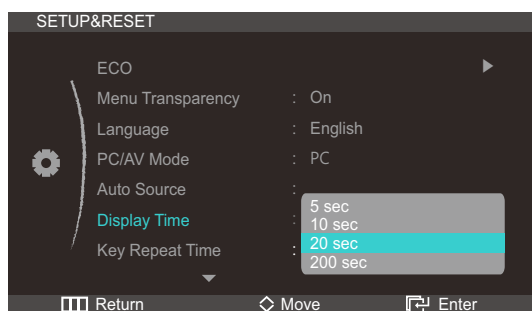 SETUP&RESET
ECO
Menu Transparency : On
Language : English
PC/AV Mode : PC
Auto Source :
Display Time :
Key Repeat Time :
5 sec
10 sec
20 sec
200 sec
Return Move Enter